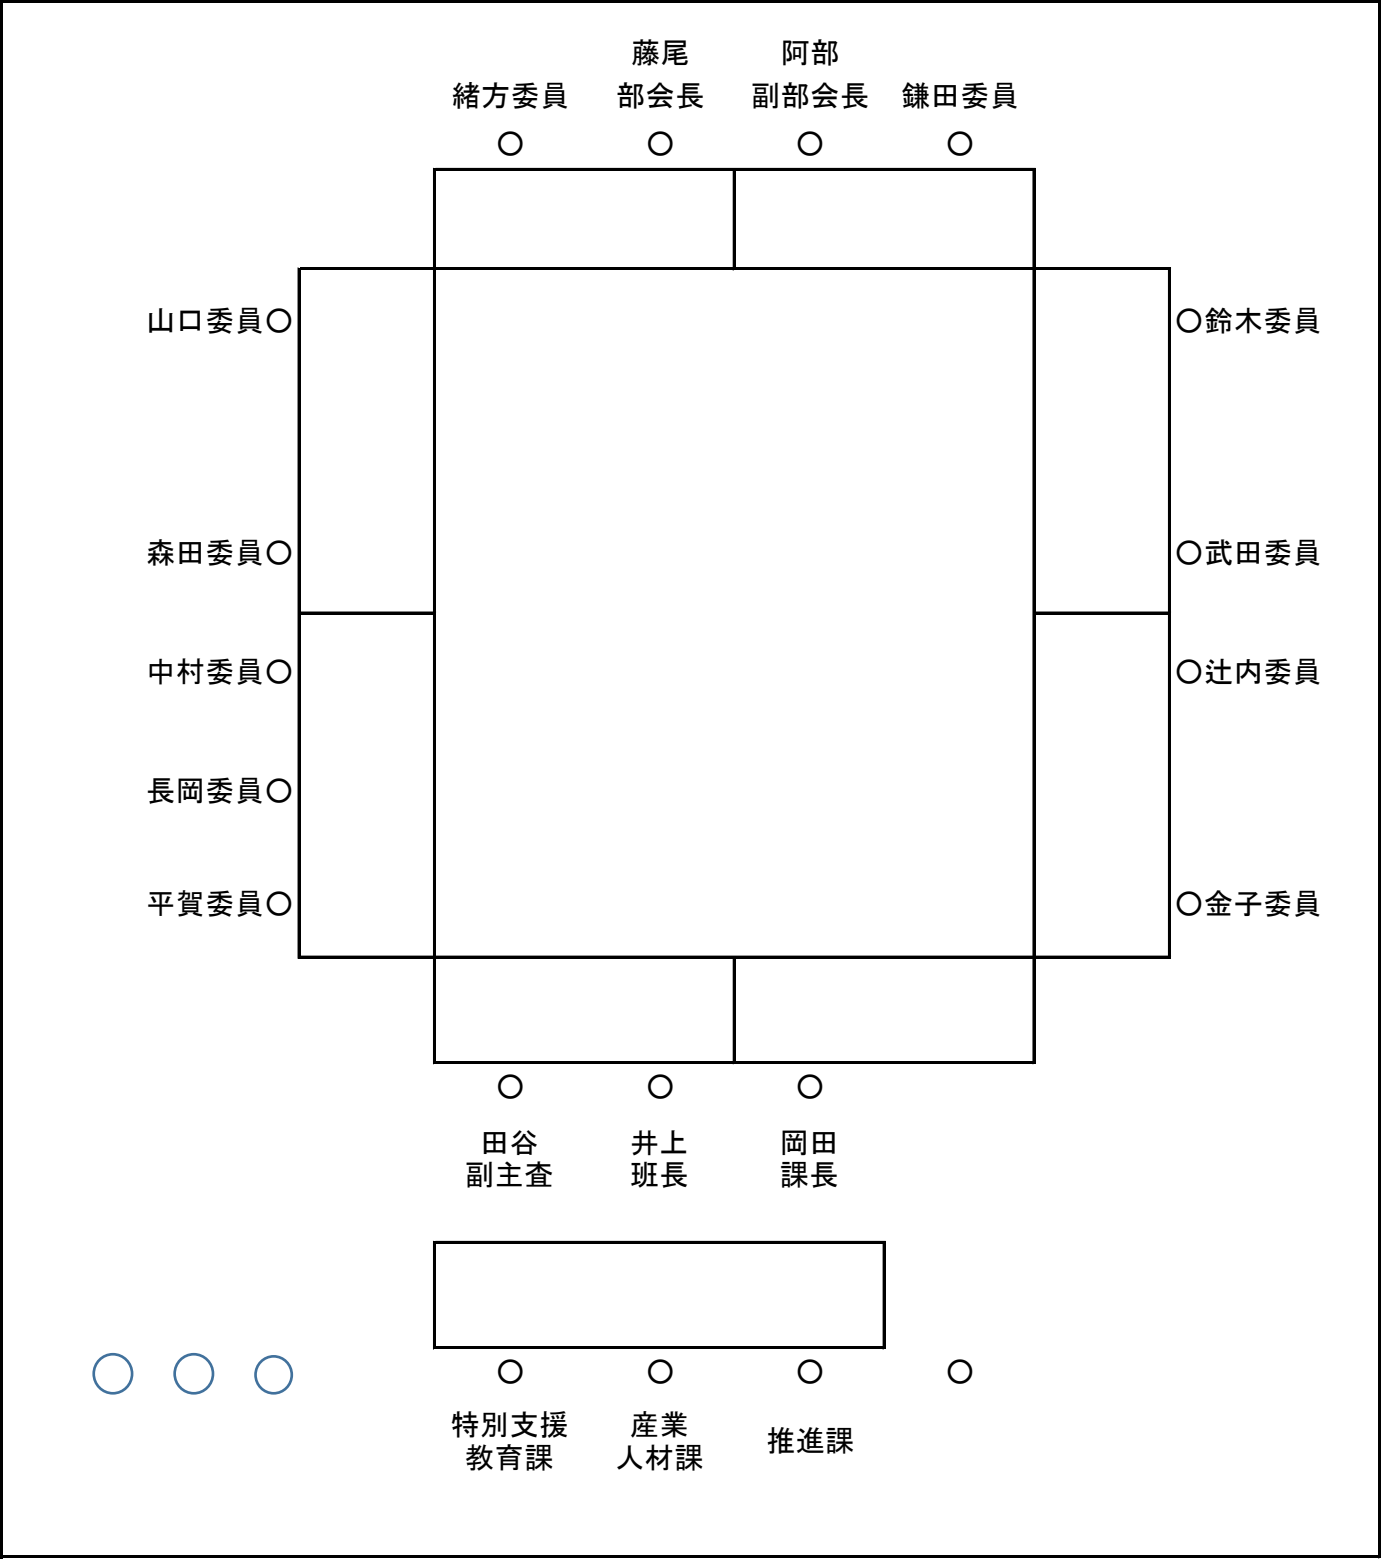 藤尾
阿部
緒方委員
部会長
副部会長
鎌田委員
○ ○ ○ ○
山口委員○
○鈴木委員
森田委員○
○武田委員
中村委員○
○辻内委員
長岡委員○
平賀委員○
○金子委員
○ ○ ○
田谷
副主査
井上
班長
岡田
課長
○ ○ ○ ○
特別支援
教育課
産業
人材課
推進課